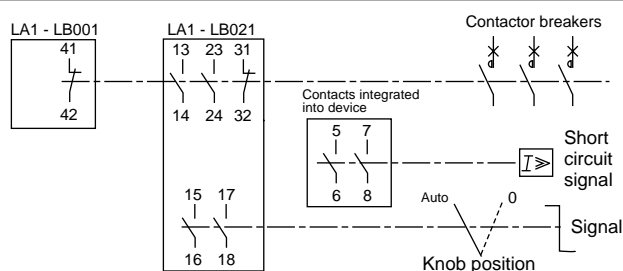 LA1 - LB001
LA1 - LB021
Contactor breakers
41
13 23 31
42
14 24 32
Contacts integrated
into device
5 7
6 8
I>>
Short
circuit
signal
15 17
16 18
Auto
0
Signal
Knob position